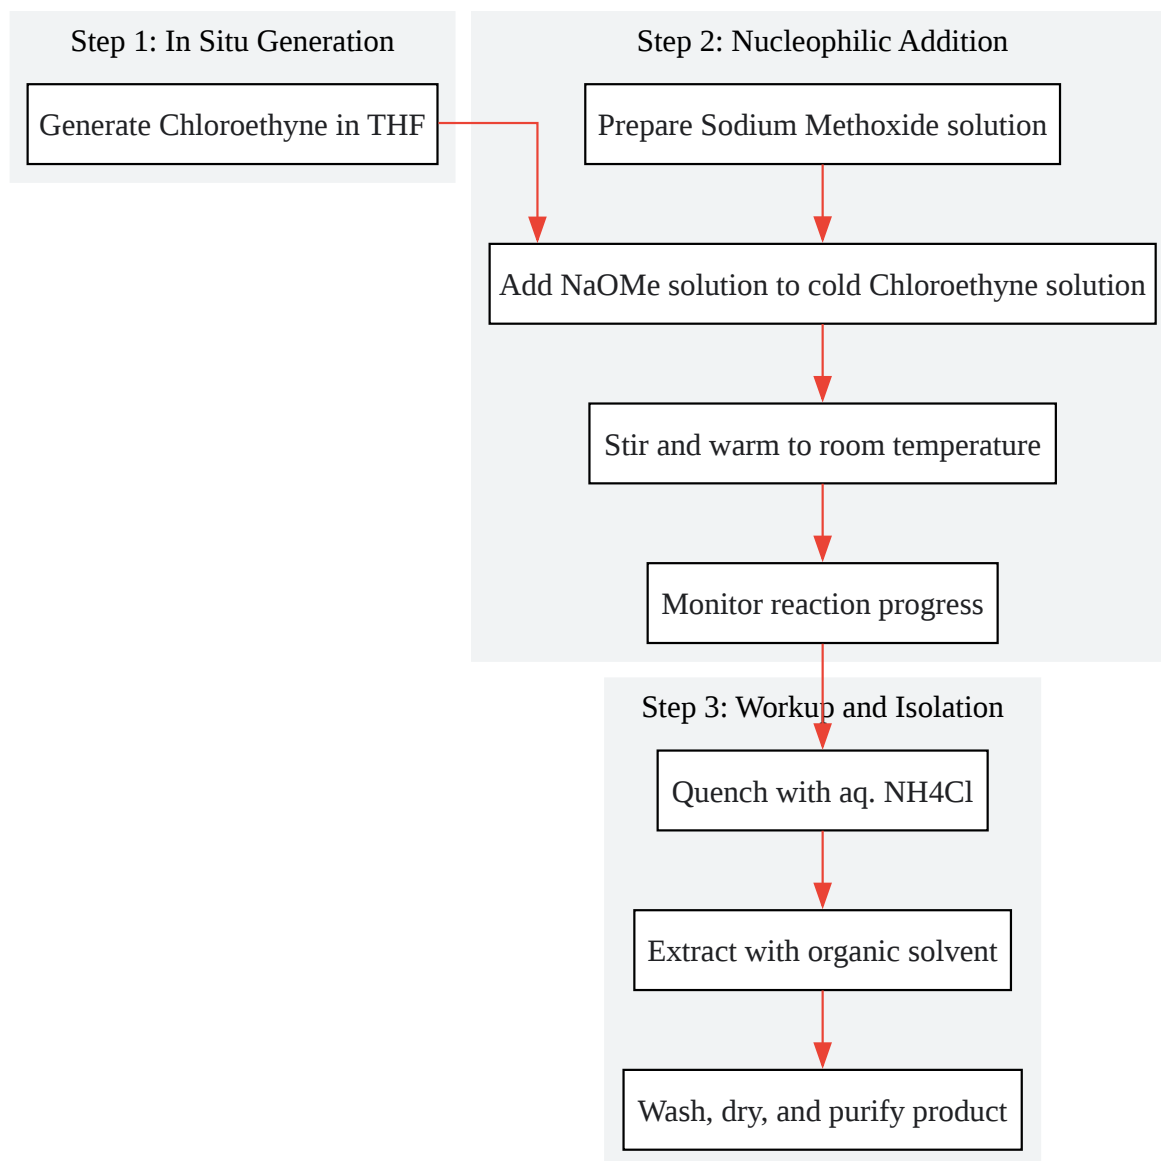 Step 1: In Situ Generation
Generate Chloroethyne in THF
Step 2: Nucleophilic Addition
Prepare Sodium Methoxide solution
Add NaOMe solution to cold Chloroethyne solution
Stir and warm to room temperature
Monitor reaction progress
Step 3: Workup and Isolation
Quench with aq. NH4Cl
Extract with organic solvent
Wash, dry, and purify product